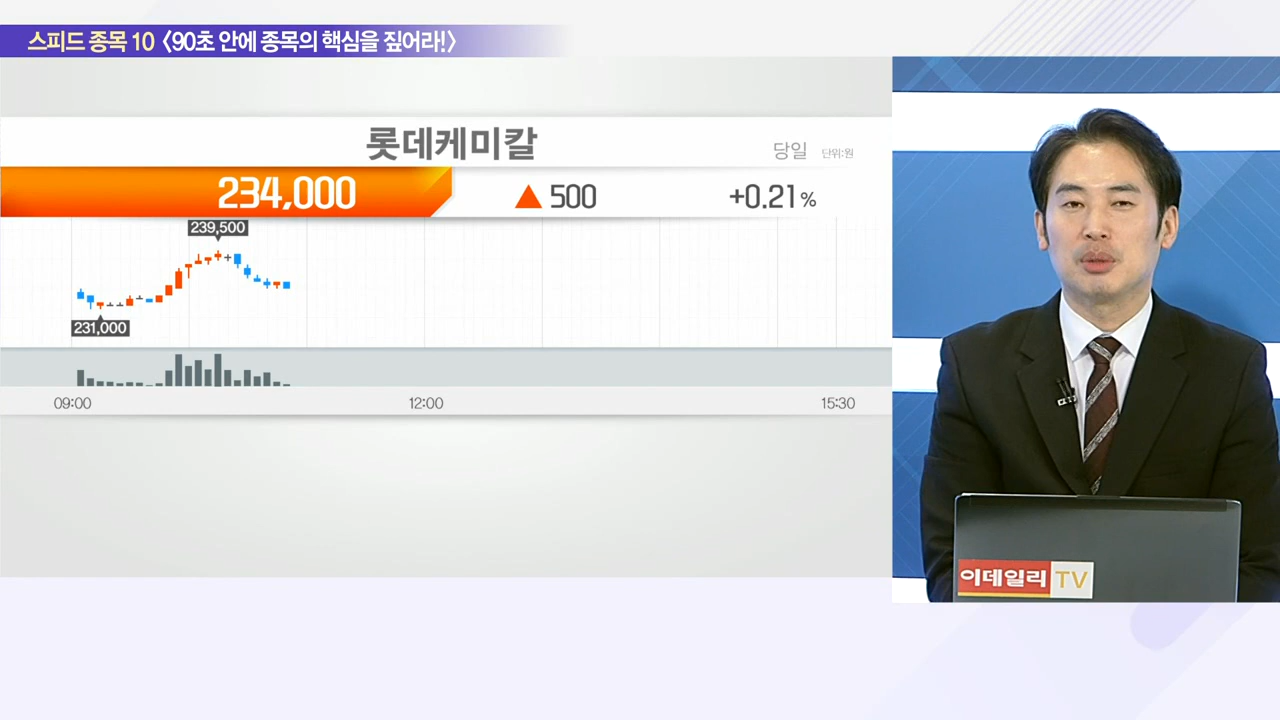 스피드 종목 10 〈90초 안에 종목의 핵심을 짚어라!〉
롯데케미칼
당일 단위:원
234,000 ▲ 500 +0.21%
239,500
231,000
09:00 12:00 15:30
이데일리 TV